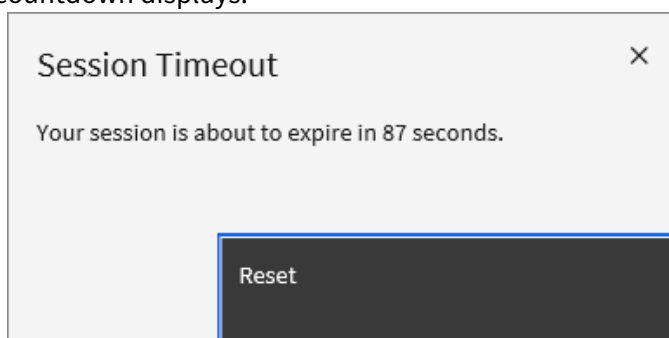 countdown displays.
Session Timeout
Your session is about to expire in 87 seconds.
Reset